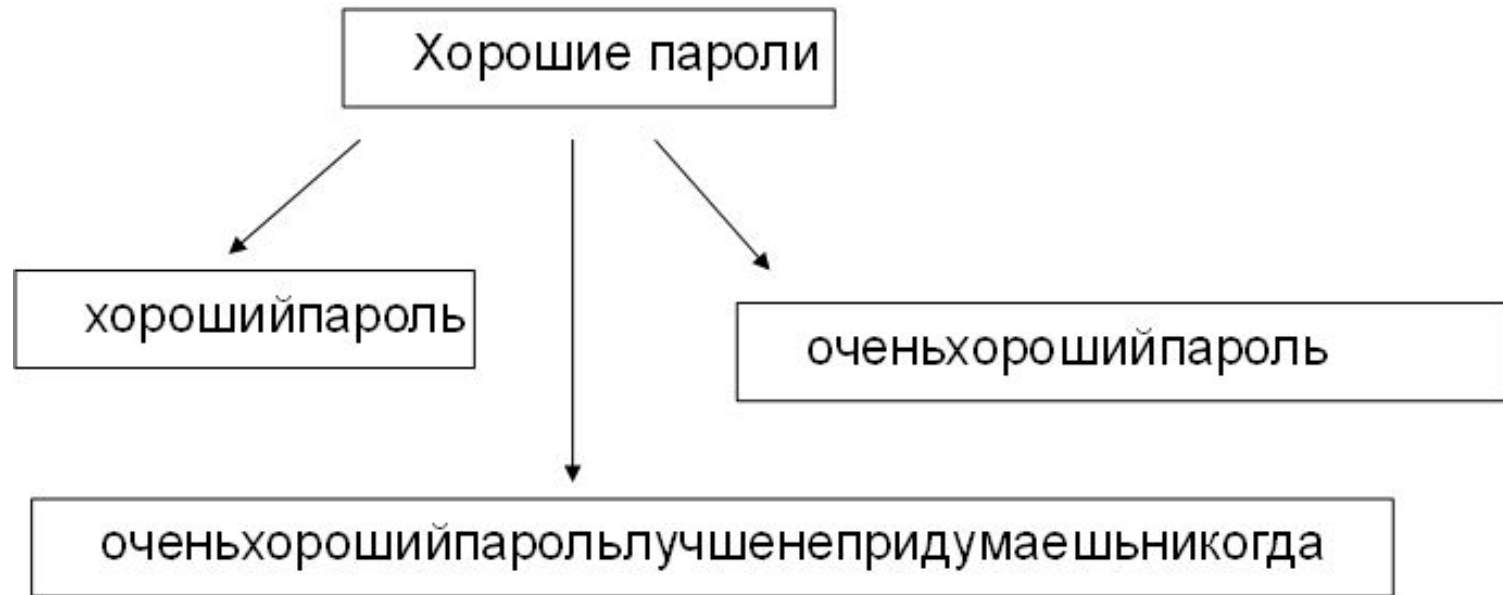 Хорошие пароли
хорошийпароль
оченьхорошийпароль
оченьхорошийпарольлучшенепридумаешьникогда